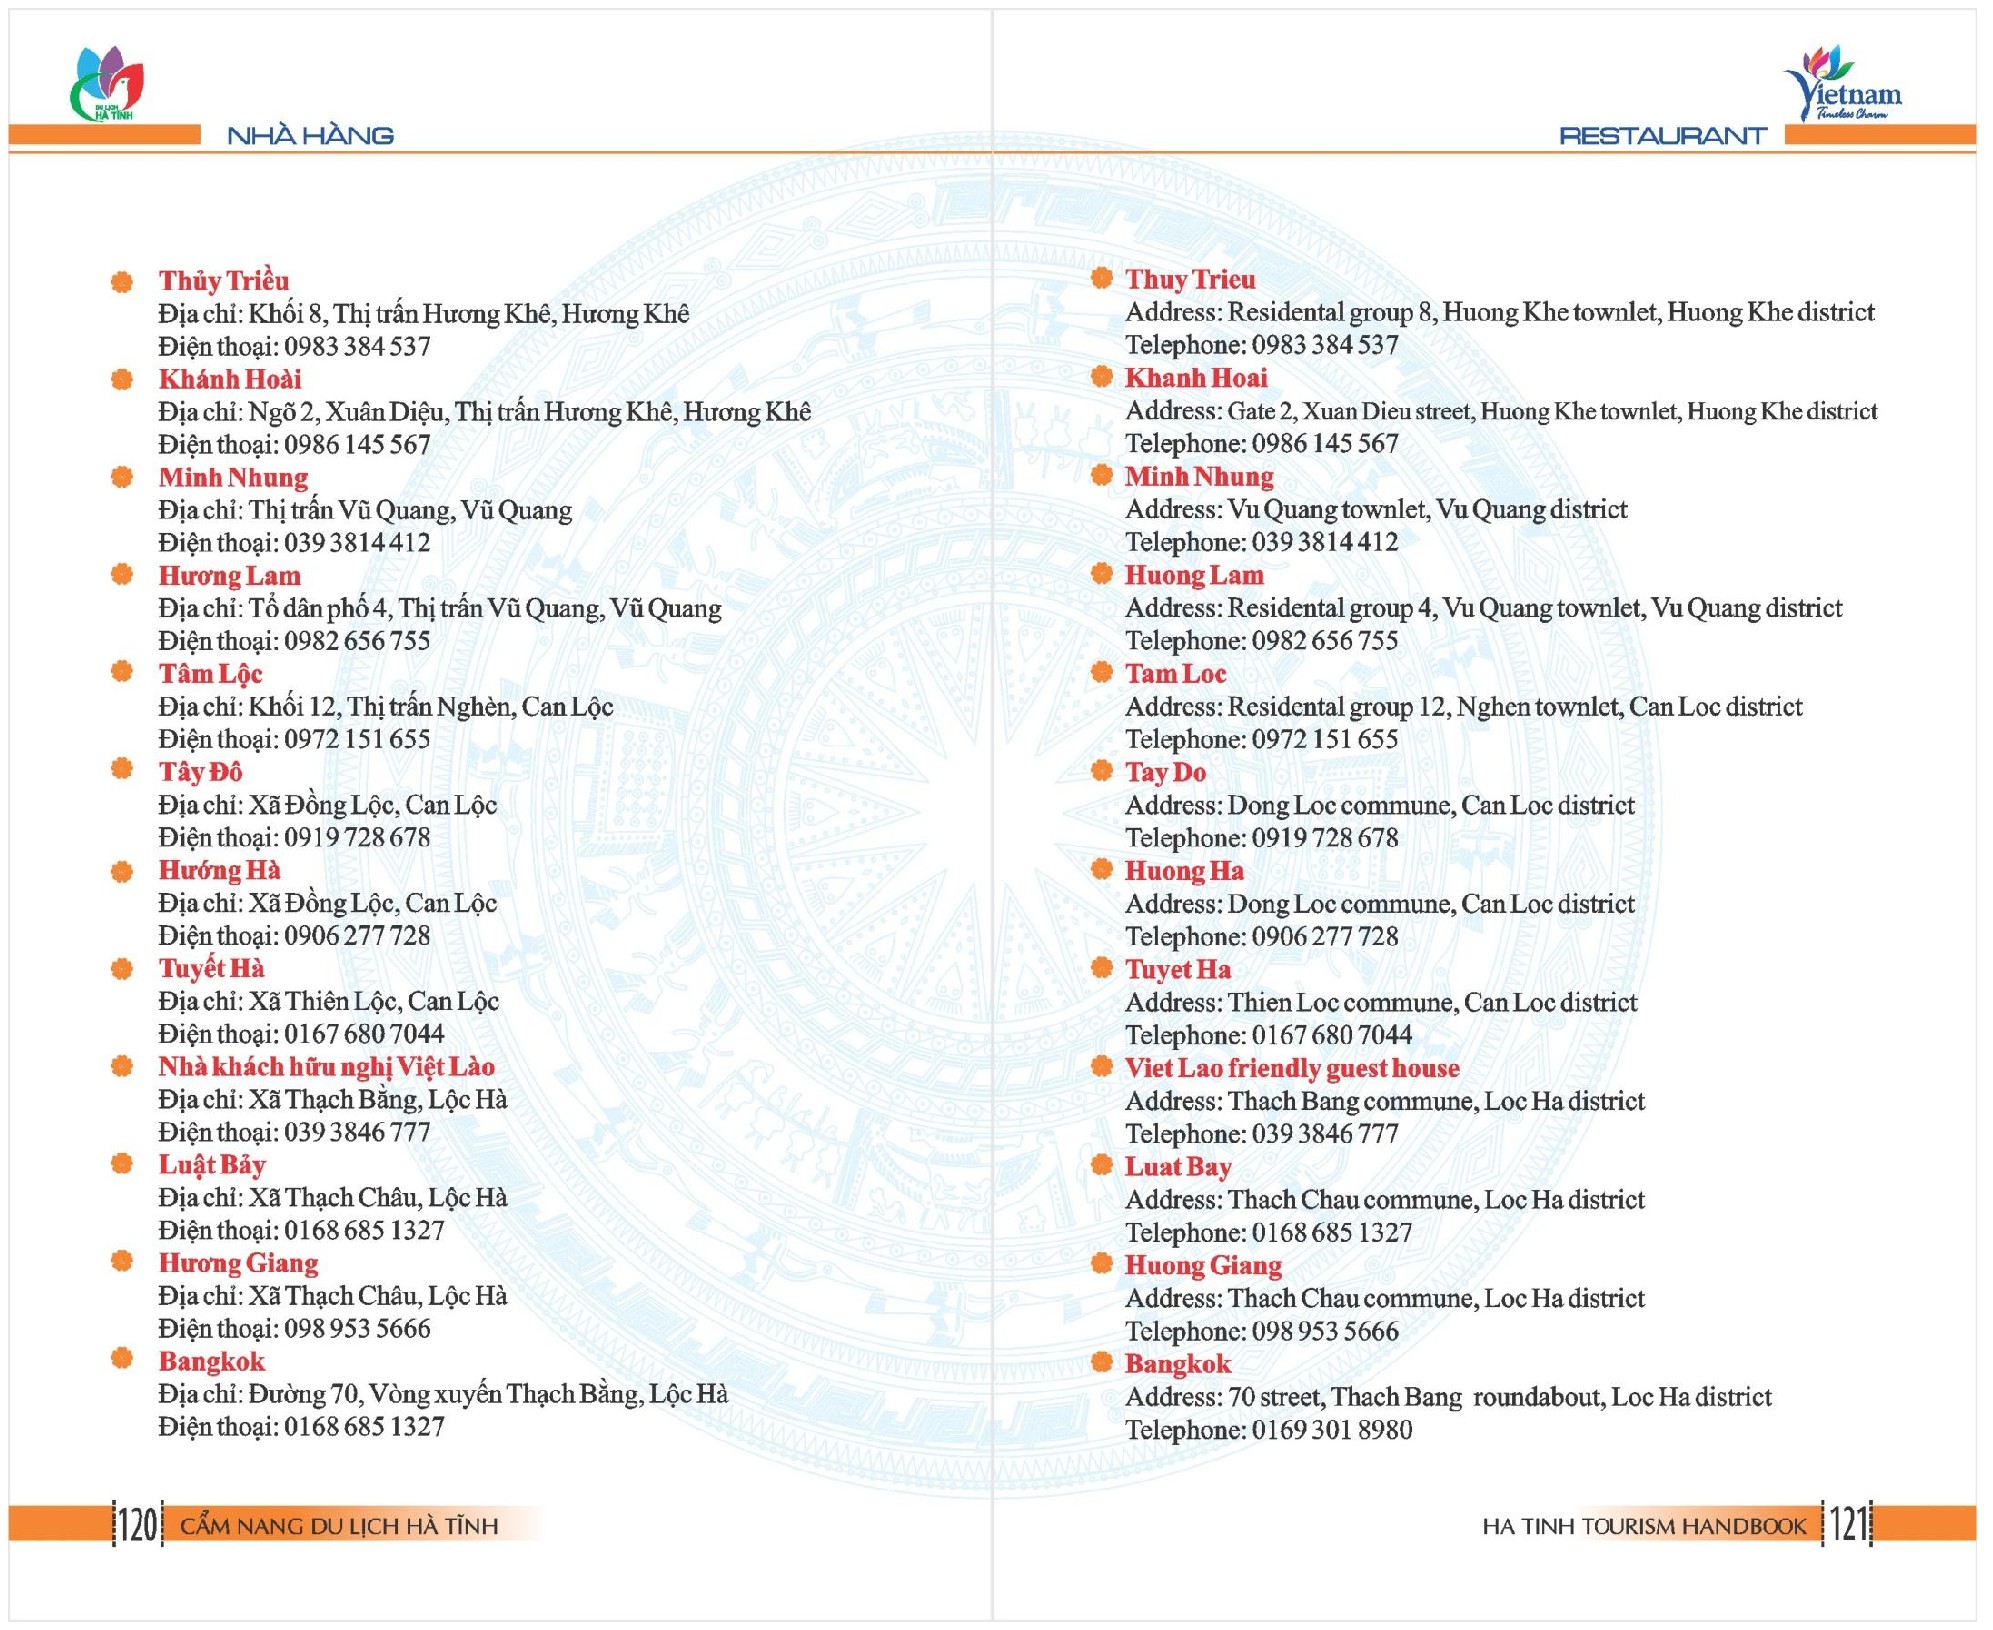 DU LỊCH
HÀ TĨNH
NHÀ HÀNG
Thủy Triều
Địa chỉ: Khối 8, Thị trấn Hương Khê, Hương Khê
Điện thoại: 0983 384 537
Khánh Hoài
Địa chỉ: Ngõ 2, Xuân Diệu, Thị trấn Hương Khê, Hương Khê
Điện thoại: 0986 145 567
Minh Nhung
Địa chỉ: Thị trấn Vũ Quang, Vũ Quang
Điện thoại: 039 3814 412
Hương Lam
Địa chỉ: Tổ dân phố 4, Thị trấn Vũ Quang, Vũ Quang
Điện thoại: 0982 656 755
Tâm Lộc
Địa chỉ: Khối 12, Thị trấn Nghèn, Can Lộc
Điện thoại: 0972 151 655
Tây Đô
Địa chỉ: Xã Đồng Lộc, Can Lộc
Điện thoại: 0919 728 678
Hướng Hà
Địa chỉ: Xã Đồng Lộc, Can Lộc
Điện thoại: 0906 277 728
Tuyết Hà
Địa chỉ: Xã Thiên Lộc, Can Lộc
Điện thoại: 0167 680 7044
Nhà khách hữu nghị Việt Lào
Địa chỉ: Xã Thạch Bằng, Lộc Hà
Điện thoại: 039 3846 777
Luật Bảy
Địa chỉ: Xã Thạch Châu, Lộc Hà
Điện thoại: 0168 685 1327
Hương Giang
Địa chỉ: Xã Thạch Châu, Lộc Hà
Điện thoại: 098 953 5666
Bangkok
Địa chỉ: Đường 70, Vòng xuyến Thạch Bằng, Lộc Hà
Điện thoại: 0168 685 1327
120 CẨM NANG DU LỊCH HÀ TĨNH
Vietnam
Timeless Charm
RESTAURANT
Thuy Trieu
Address: Residental group 8, Huong Khe townlet, Huong Khe district
Telephone: 0983 384 537
Khanh Hoai
Address: Gate 2, Xuan Dieu street, Huong Khe townlet, Huong Khe district
Telephone: 0986 145 567
Minh Nhung
Address: Vu Quang townlet, Vu Quang district
Telephone: 039 3814 412
Huong Lam
Address: Residental group 4, Vu Quang townlet, Vu Quang district
Telephone: 0982 656 755
Tam Loc
Address: Residental group 12, Nghen townlet, Can Loc district
Telephone: 0972 151 655
Tay Do
Address: Dong Loc commune, Can Loc district
Telephone: 0919 728 678
Huong Ha
Address: Dong Loc commune, Can Loc district
Telephone: 0906 277 728
Tuyet Ha
Address: Thien Loc commune, Can Loc district
Telephone: 0167 680 7044
Viet Lao friendly guest house
Address: Thach Bang commune, Loc Ha district
Telephone: 039 3846 777
Luat Bay
Address: Thach Chau commune, Loc Ha district
Telephone: 0168 685 1327
Huong Giang
Address: Thach Chau commune, Loc Ha district
Telephone: 098 953 5666
Bangkok
Address: 70 street, Thach Bang roundabout, Loc Ha district
Telephone: 0169 301 8980
HA TINH TOURISM HANDBOOK 121